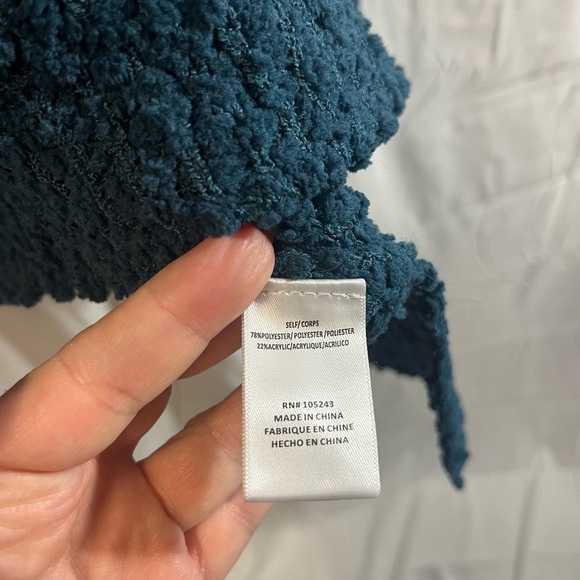 SELF/ CORPS
78%POLYESTER/ POLYESTER /POLIESTER
22%ACRYLIC/ACRYLIQUE/ACRILICO
RN# 105243
MADE IN CHINA
FABRIQUE EN CHINE
HECHO EN CHINA